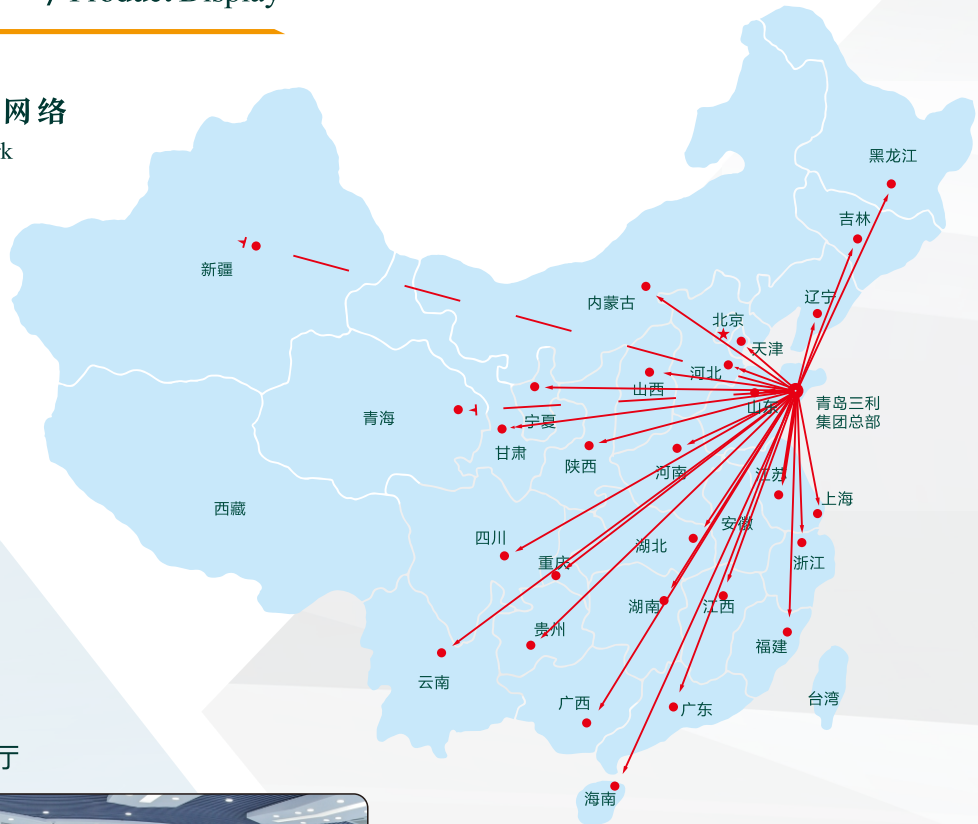 / Product Display
网络
k
黑龙江
吉林
新疆
辽宁
内蒙古
北京
天津
河北
山西
山东
青岛三利
集团总部
青海
宁夏
甘肃
陕西
河南
江苏
西藏
上海
安徽
四川
湖北
重庆
浙江
湖南
江西
贵州
福建
云南
广西
台湾
广东
厅
海南